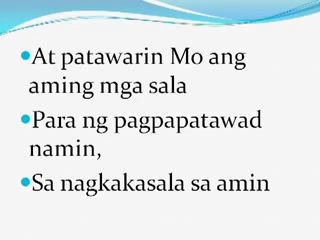 •At patawarin Mo ang
aming mga sala
•Para ng pagpapatawad
namin,
•Sa nagkakasala sa amin